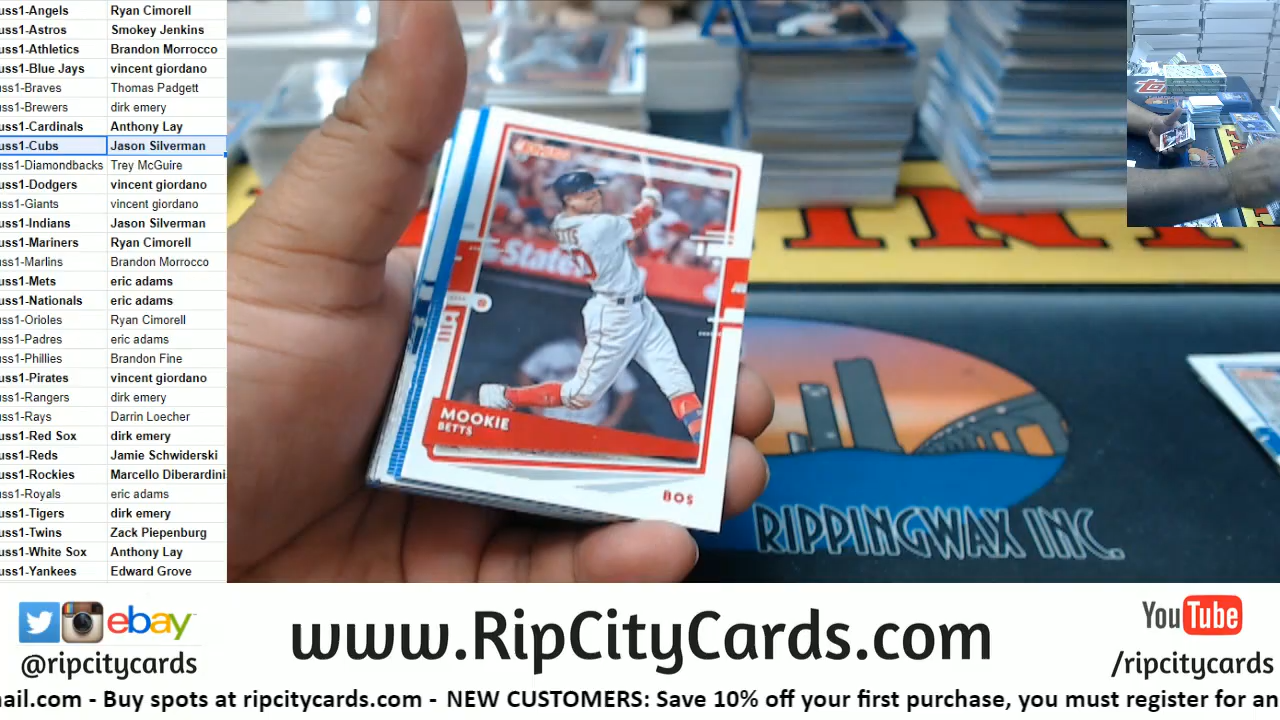 uss1-Angels Ryan Cimorell
uss1-Astros Smokey Jenkins
uss1-Athletics Brandon Morrocco
uss1-Blue Jays vincent giordano
uss1-Braves Thomas Padgett
uss1-Brewers dirk emery
uss1-Cardinals Anthony Lay
uss1-Cubs Jason Silverman
uss1-Diamondbacks Trey McGuire
uss1-Dodgers vincent giordano
uss1-Giants vincent giordano
uss1-Indians Jason Silverman
uss1-Mariners Ryan Cimorell
uss1-Marlins Brandon Morrocco
uss1-Mets eric adams
uss1-Nationals eric adams
uss1-Orioles Ryan Cimorell
uss1-Padres eric adams
uss1-Phillies Brandon Fine
uss1-Pirates vincent giordano
uss1-Rangers dirk emery
uss1-Rays Darrin Loecher
uss1-Red Sox dirk emery
uss1-Reds Jamie Schwiderski
uss1-Rockies Marcello Diberardini
uss1-Royals eric adams
uss1-Tigers dirk emery
uss1-Twins Zack Piepenburg
uss1-White Sox Anthony Lay
uss1-Yankees Edward Grove
State
MOOKIE
BETTS
BOS
RIPPINGWAX INC.
ebay
@ripcitycards
www.RipCityCards.com
YouTube
/ripcitycards
mail.com - Buy spots at ripcitycards.com - NEW CUSTOMERS: Save 10% off your first purchase, you must register for an